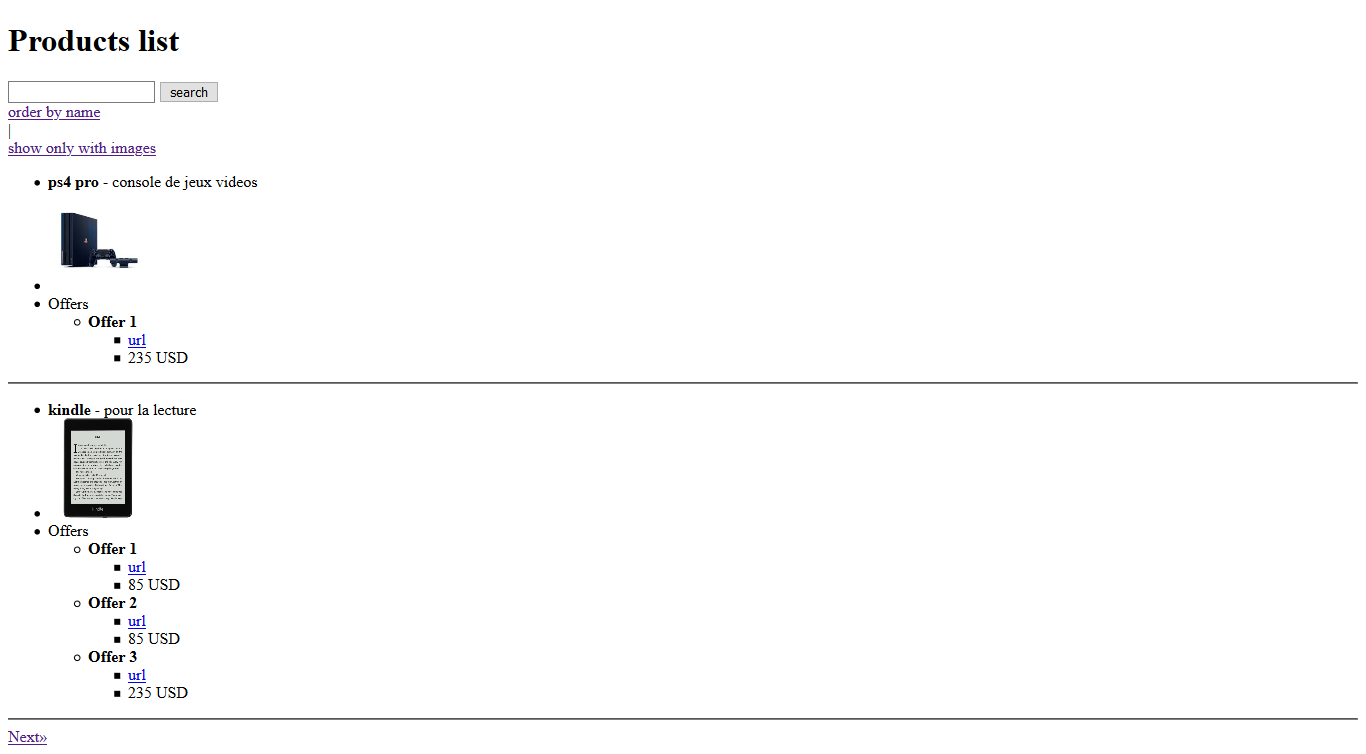 Products list
search
order by name
|
show only with images
ps4 pro - console de jeux videos
Offers
Offer 1
url
235 USD
kindle - pour la lecture
kindle
Offers
Offer 1
url
85 USD
Offer 2
url
85 USD
Offer 3
url
235 USD
Next»